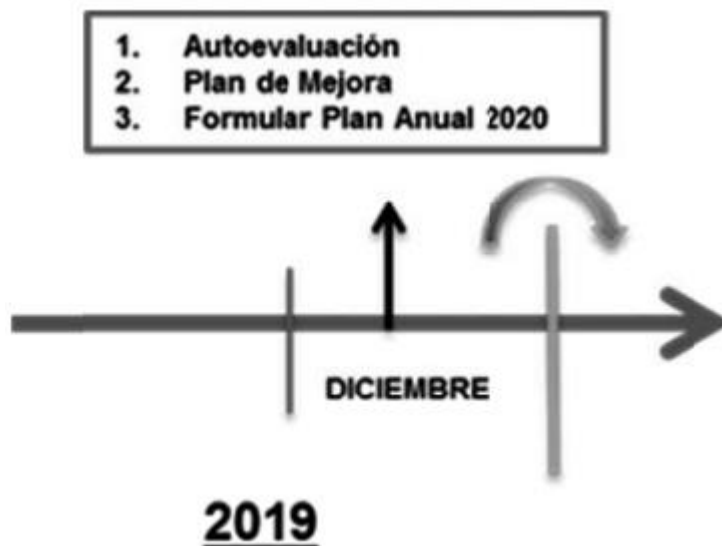 1. Autoevaluación
2. Plan de Mejora
3. Formular Plan Anual 2020
DICIEMBRE
2019